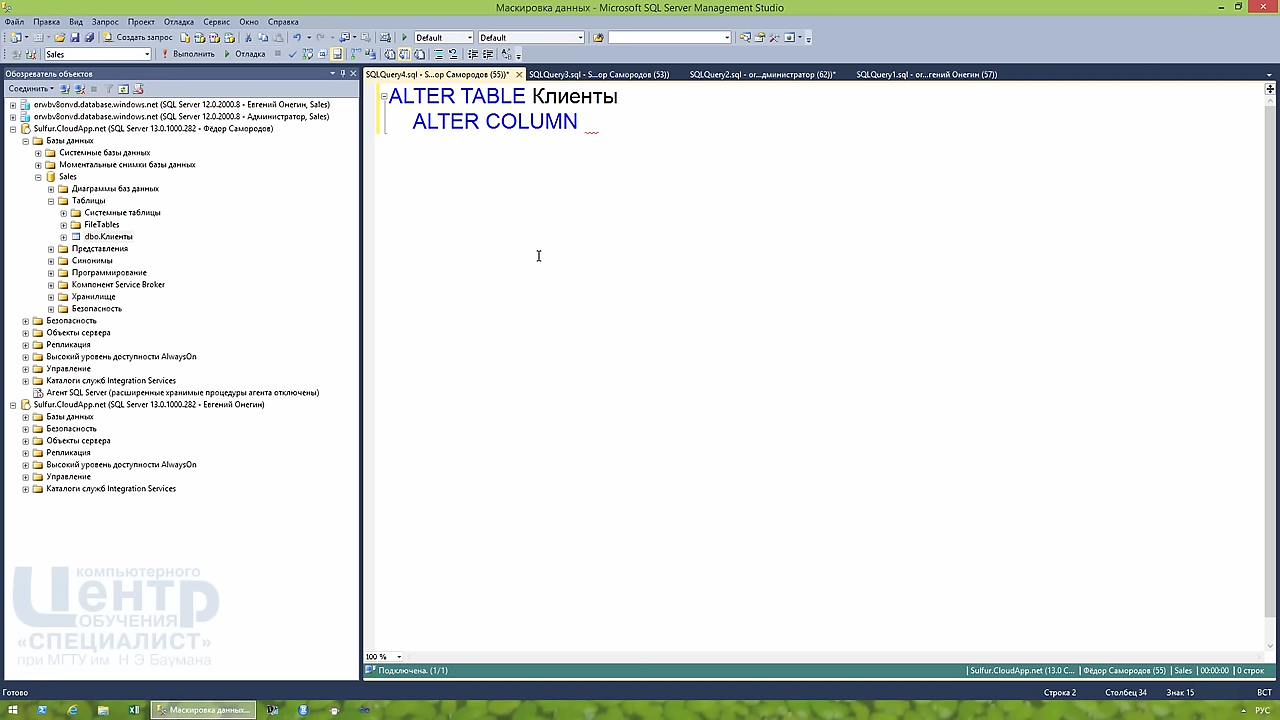 Маскировка данных - Microsoft SQL Server Management Studio
Файл Правка Вид Запрос Проект Отладка Сервис Окно Справка
Создать запрос Default Default
Sales Выполнить Отладка
Обозреватель объектов
Соединить
SQLQuery4.sql - S...ор Самородов (55))* SQLQuery3.sql - S...ор Самородов (53)) SQLQuery2.sql - or...дминистратор (62))* SQLQuery1.sql - or...гений Онегин (57))
orwbv8onvd.database.windows.net (SQL Server 12.0.2000.8 - Евгений Онегин, Sales)
orwbv8onvd.database.windows.net (SQL Server 12.0.2000.8 - Администратор, Sales)
Sulfur.CloudApp.net (SQL Server 13.0.1000.282 - Фёдор Самородов)
Базы данных
Системные базы данных
Моментальные снимки базы данных
Sales
Диаграммы баз данных
Таблицы
Системные таблицы
FileTables
dbo.Клиенты
Представления
Синонимы
Программирование
Компонент Service Broker
Хранилище
Безопасность
Безопасность
Объекты сервера
Репликация
Высокий уровень доступности AlwaysOn
Управление
Каталоги служб Integration Services
Агент SQL Server (расширенные хранимые процедуры агента отключены)
Sulfur.CloudApp.net (SQL Server 13.0.1000.282 - Евгений Онегин)
Базы данных
Безопасность
Объекты сервера
Репликация
Высокий уровень доступности AlwaysOn
Управление
Каталоги служб Integration Services
ALTER TABLE Клиенты
ALTER COLUMN
компьютерного
Центр
ОБУЧЕНИЯ
«СПЕЦИАЛИСТ»
при МГТУ им Н Э Баумана
100 %
Подключена. (1/1) Sulfur.CloudApp.net (13.0 C... Фёдор Самородов (55) Sales 00:00:00 0 строк
Готово Строка 2 Столбец 34 Знак 15 ВСТ
Маскировка данных... РУС